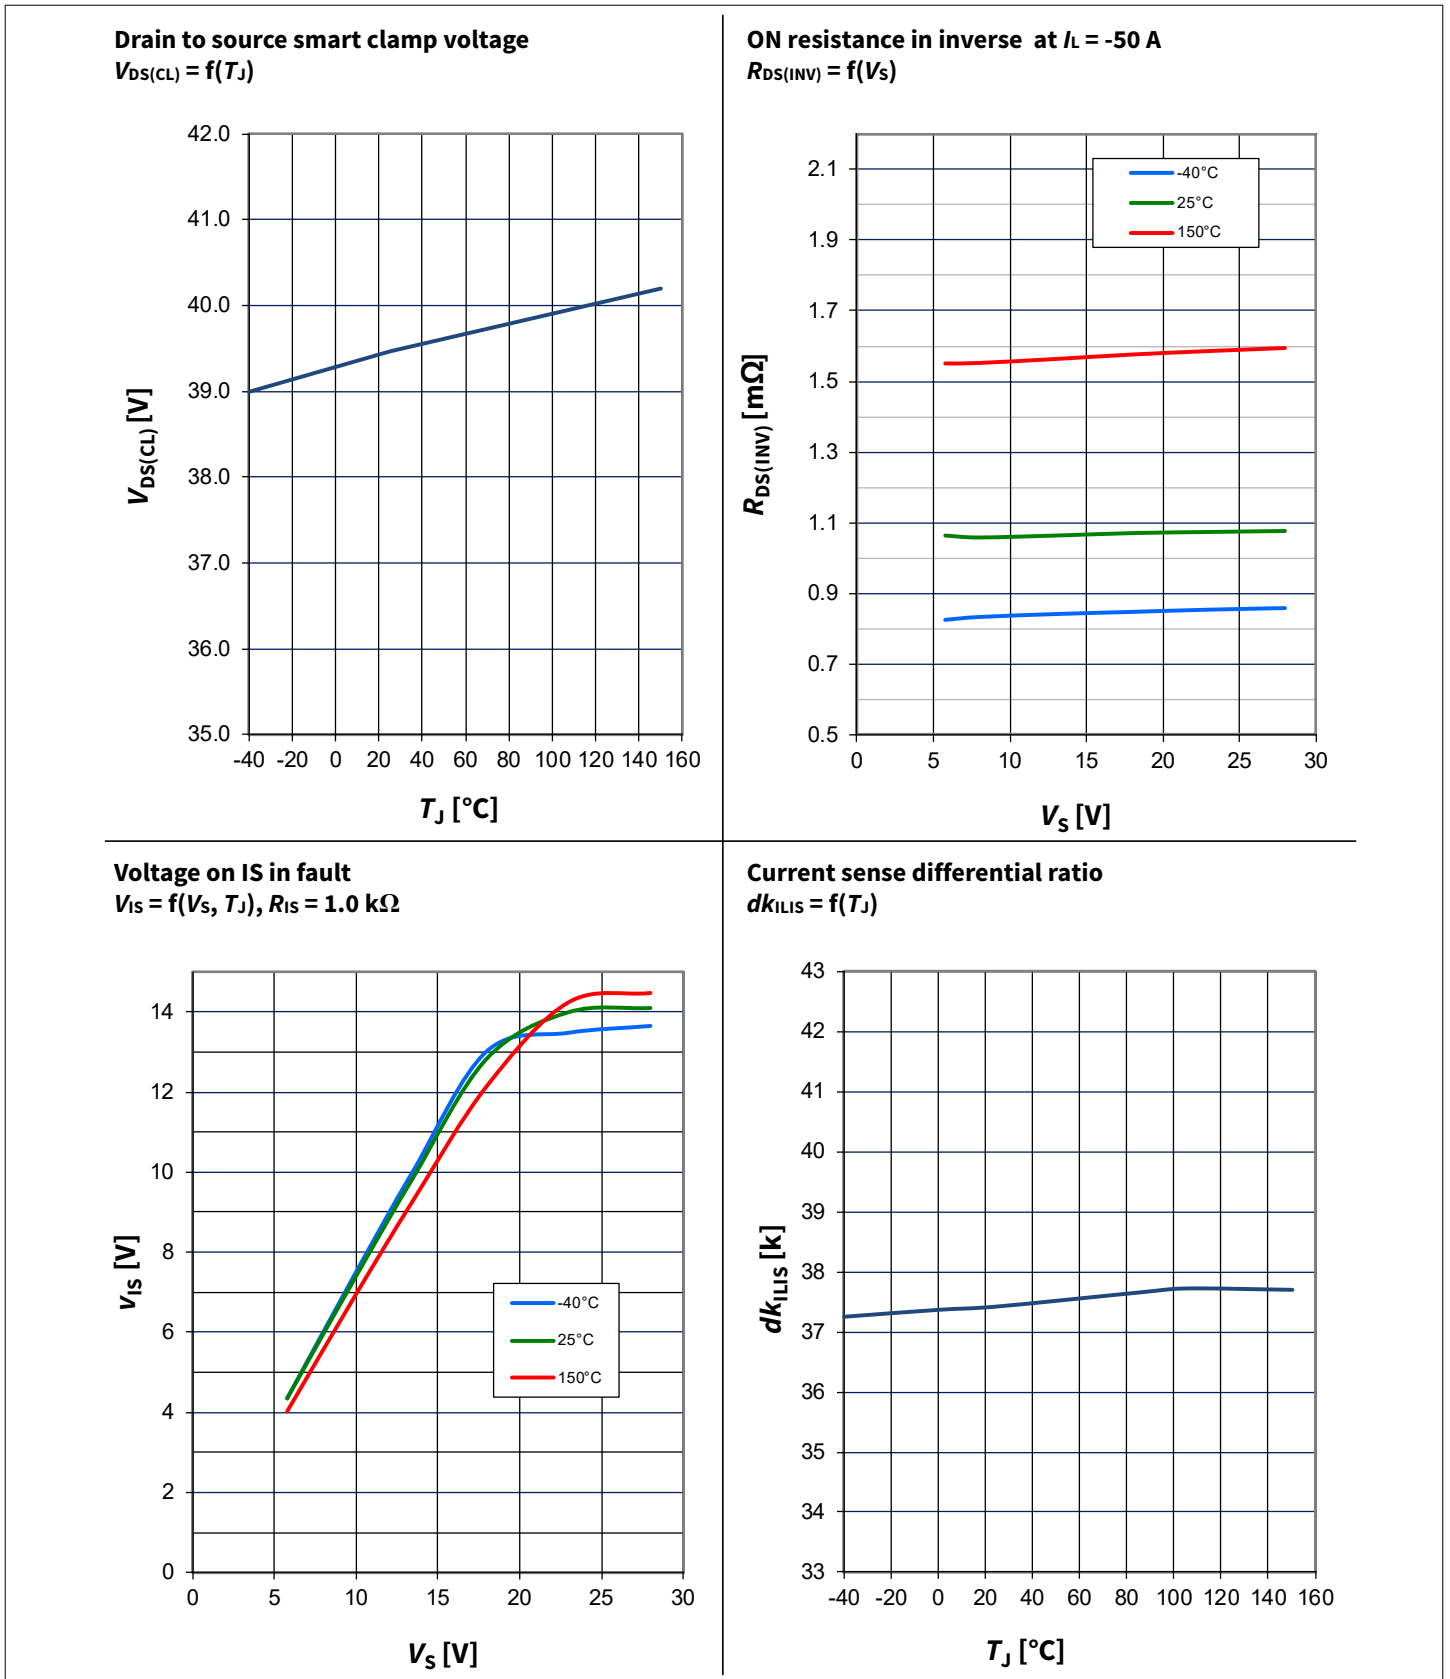 Drain to source smart clamp voltage
VDS(CL) = f(TJ)
42.0
41.0
40.0
39.0
38.0
37.0
36.0
35.0
-40 -20 0 20 40 60 80 100 120 140 160
VDS(CL) [V]
TJ [°C]
ON resistance in inverse at IL = -50 A
RDS(INV) = f(VS)
2.1
1.9
1.7
1.5
1.3
1.1
0.9
0.7
0.5
0 5 10 15 20 25 30
-40°C
25°C
150°C
RDS(INV) [mΩ]
VS [V]
Voltage on IS in fault
VIS = f(VS, TJ), RIS = 1.0 kΩ
14
12
10
8
6
4
2
0
0 5 10 15 20 25 30
-40°C
25°C
150°C
vIS [V]
VS [V]
Current sense differential ratio
dkILIS = f(TJ)
43
42
41
40
39
38
37
36
35
34
33
-40 -20 0 20 40 60 80 100 120 140 160
dkILIS [k]
TJ [°C]